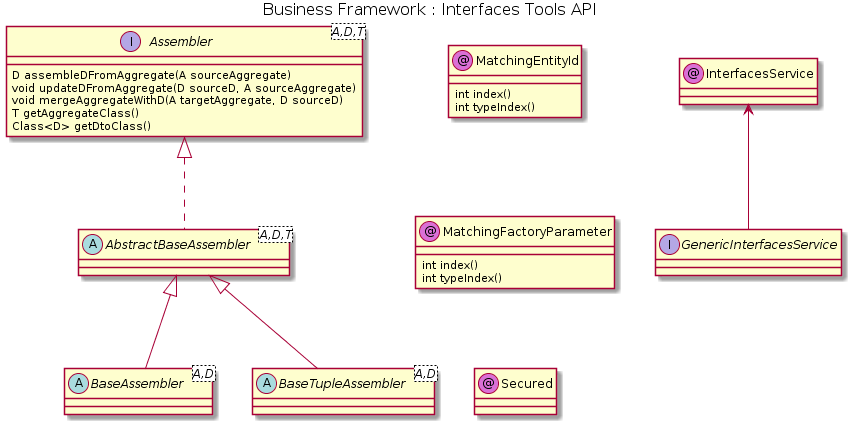 Business Framework : Interfaces Tools API
I Assembler A,D,T
D assembleDFromAggregate(A sourceAggregate)
void updateDFromAggregate(D sourceD, A sourceAggregate)
void mergeAggregateWithD(A targetAggregate, D sourceD)
T getAggregateClass()
Class<D> getDtoClass()
@ MatchingEntityId
int index()
int typeIndex()
@ InterfacesService
A AbstractBaseAssembler A,D,T
@ MatchingFactoryParameter
int index()
int typeIndex()
I GenericInterfacesService
A BaseAssembler A,D
A BaseTupleAssembler A,D
@ Secured